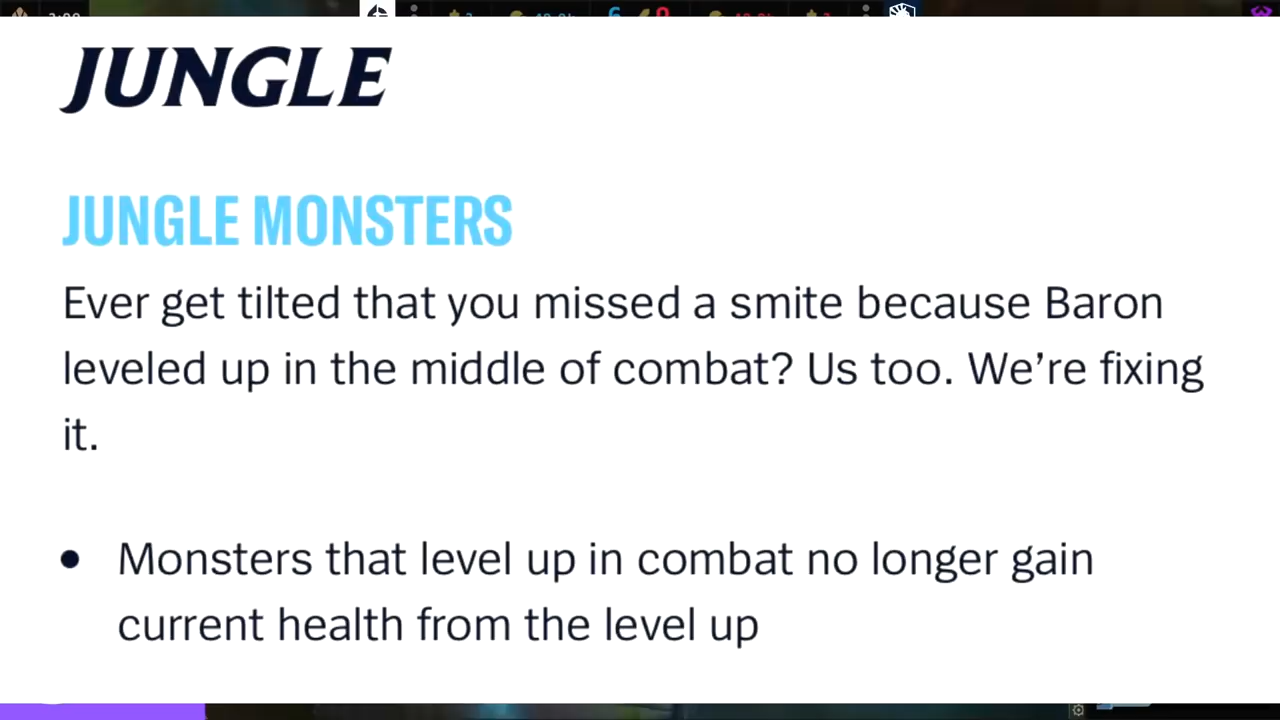 JUNGLE
JUNGLE MONSTERS
Ever get tilted that you missed a smite because Baron
leveled up in the middle of combat? Us too. We’re fixing
it.
• Monsters that level up in combat no longer gain
current health from the level up